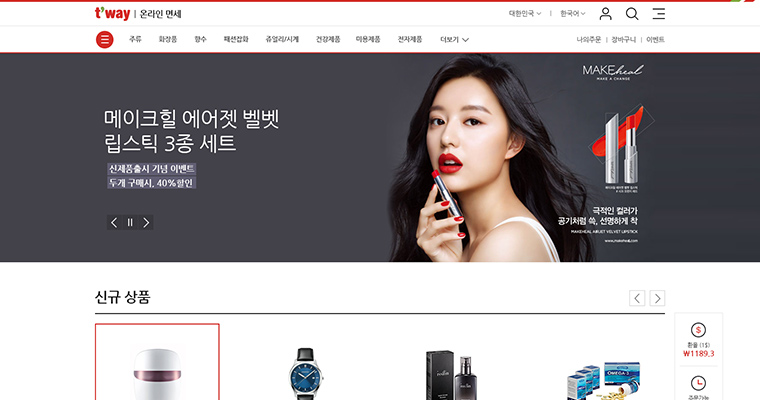 t'way | 온라인 면세
대한민국 | 한국어
주류 화장품 향수 패션잡화 쥬얼리/시계 건강제품 미용제품 전자제품 더보기 나의주문 | 장바구니 | 이벤트
MAKEheal
MAKE A CHANGE
메이크힐 에어젯 벨벳
립스틱 3종 세트
신제품출시 기념 이벤트
두개 구매시, 40%할인
극적인 컬러가
공기처럼 쏙, 선명하게 착
MAKEHEAL AIRJET VELVET LIPSTICK
www.makeheal.com
신규 상품
$
환율 (1$)
₩1189.3
주문가능
OMEGA-3